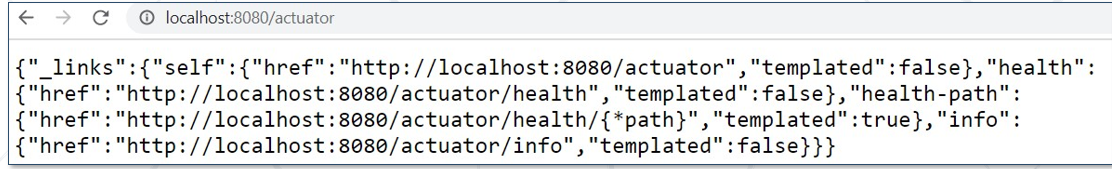 localhost:8080/actuator
{"_links":{"self":{"href":"http://localhost:8080/actuator","templated":false},"health":
{"href":"http://localhost:8080/actuator/health","templated":false},"health-path":
{"href":"http://localhost:8080/actuator/health/{*path}","templated":true},"info":
{"href":"http://localhost:8080/actuator/info","templated":false}}}